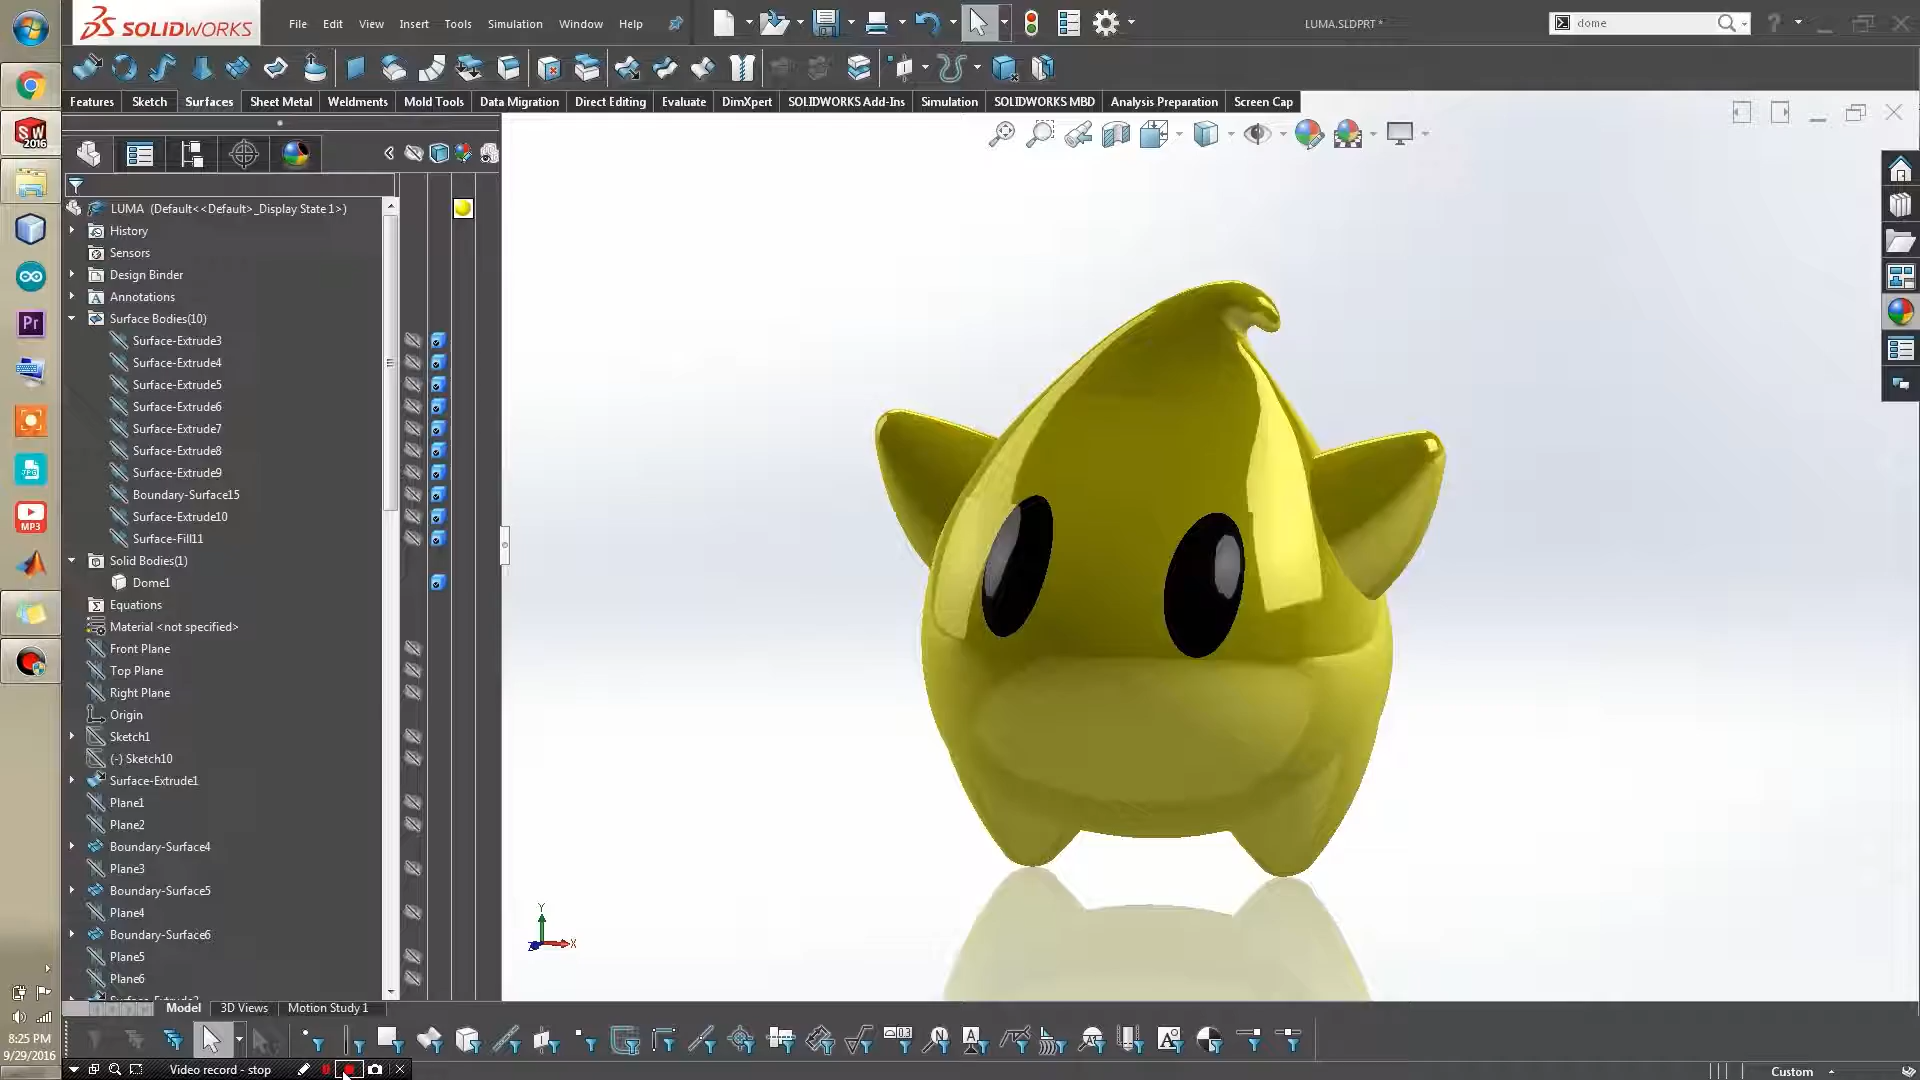 SOLIDWORKS
File Edit View Insert Tools Simulation Window Help
LUMA.SLDPRT *
dome
Features Sketch Surfaces Sheet Metal Weldments Mold Tools Data Migration Direct Editing Evaluate DimXpert SOLIDWORKS Add-Ins Simulation SOLIDWORKS MBD Analysis Preparation Screen Cap
SW
2016
LUMA (Default<<Default>_Display State 1>)
History
Sensors
Design Binder
Annotations
Surface Bodies(10)
Surface-Extrude3
Surface-Extrude4
Surface-Extrude5
Surface-Extrude6
Surface-Extrude7
Surface-Extrude8
Surface-Extrude9
Boundary-Surface15
Surface-Extrude10
Surface-Fill11
Solid Bodies(1)
Dome1
Equations
Material <not specified>
Front Plane
Top Plane
Right Plane
Origin
Sketch1
(-) Sketch10
Surface-Extrude1
Plane1
Plane2
Boundary-Surface4
Plane3
Boundary-Surface5
Plane4
Boundary-Surface6
Plane5
Plane6
Pr
JPG
MP3
Y
X
Z
Model 3D Views Motion Study 1
8:25 PM
9/29/2016
Video record - stop
Custom